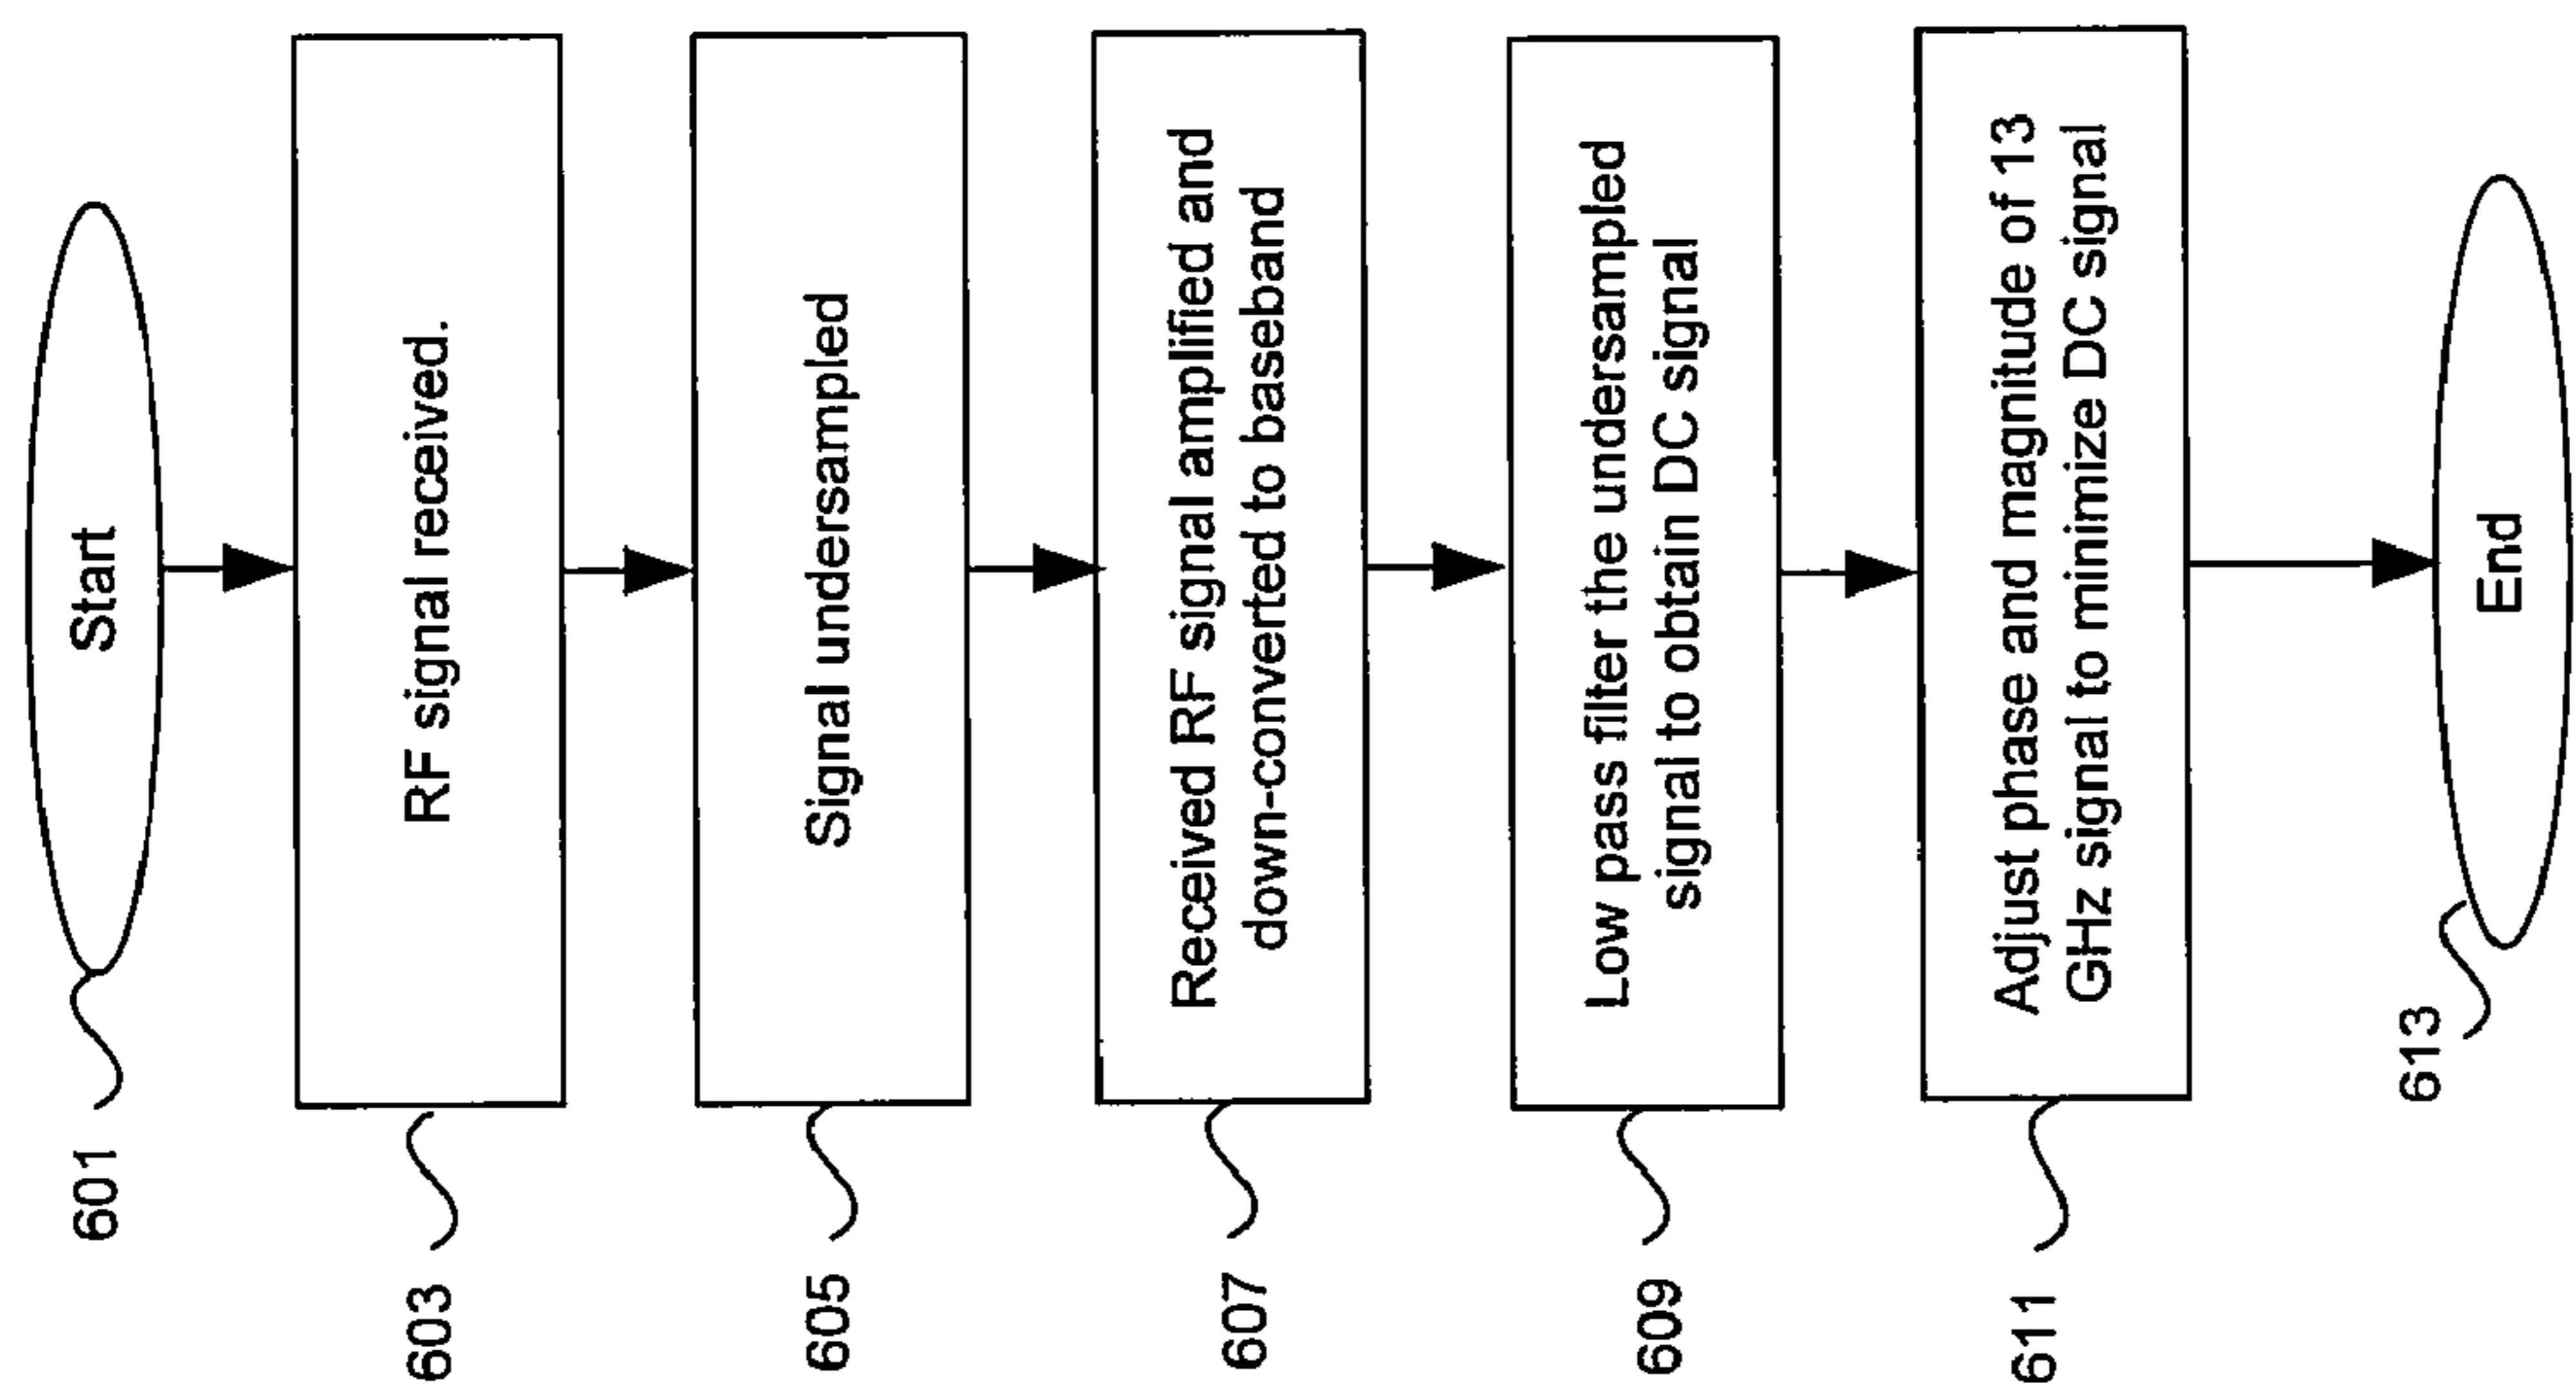 Start
601
RF signal received.
603
Signal undersampled
605
Received RF signal amplified and
down-converted to baseband
607
Low pass filter the undersampled
signal to obtain DC signal
609
Adjust phase and magnitude of 13
GHz signal to minimize DC signal
611
End
613